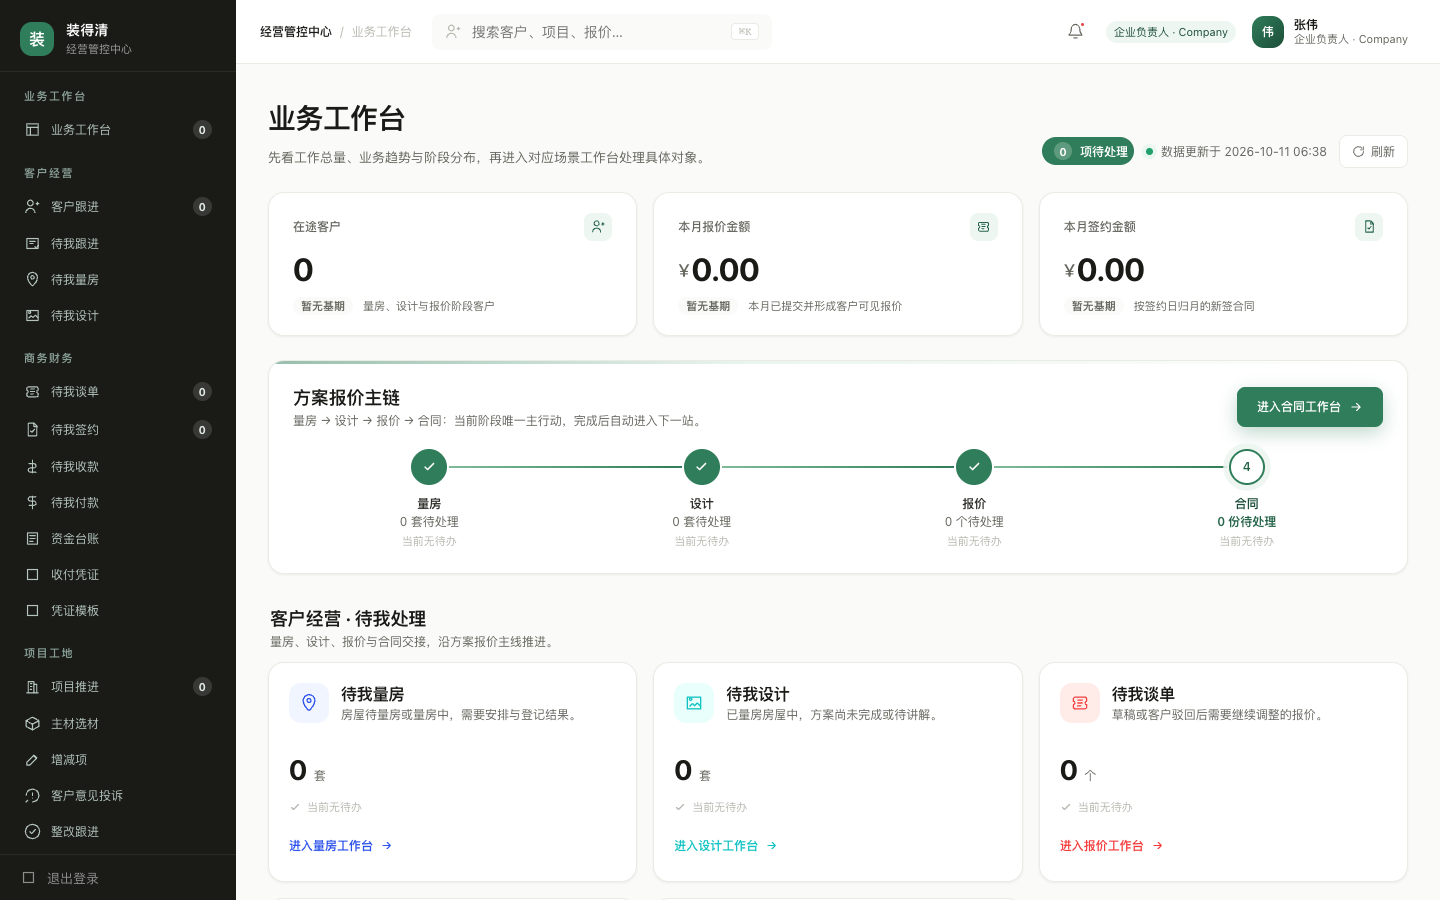 装 装得清
经营管控中心
业务工作台
业务工作台 0
客户经营
客户跟进 0
待我跟进
待我量房
待我设计
商务财务
待我谈单 0
待我签约 0
待我收款
待我付款
资金台账
收付凭证
凭证模板
项目工地
项目推进 0
主材选材
增减项
客户意见投诉
整改跟进
退出登录
经营管控中心 / 业务工作台
搜索客户、项目、报价... ⌘K
企业负责人 · Company
伟 张伟
企业负责人 · Company
业务工作台
先看工作总量、业务趋势与阶段分布，再进入对应场景工作台处理具体对象。
0 项待处理 数据更新于 2026-10-11 06:38 刷新
在途客户
0
暂无基期 量房、设计与报价阶段客户
本月报价金额
¥0.00
暂无基期 本月已提交并形成客户可见报价
本月签约金额
¥0.00
暂无基期 按签约日归月的新签合同
方案报价主链
量房 → 设计 → 报价 → 合同：当前阶段唯一主行动，完成后自动进入下一站。
进入合同工作台 →
量房
0 套待处理
当前无待办
设计
0 套待处理
当前无待办
报价
0 个待处理
当前无待办
4
合同
0 份待处理
当前无待办
客户经营 · 待我处理
量房、设计、报价与合同交接，沿方案报价主线推进。
待我量房
房屋待量房或量房中，需要安排与登记结果。
0 套
当前无待办
进入量房工作台 →
待我设计
已量房房屋中，方案尚未完成或待讲解。
0 套
当前无待办
进入设计工作台 →
待我谈单
草稿或客户驳回后需要继续调整的报价。
0 个
当前无待办
进入报价工作台 →